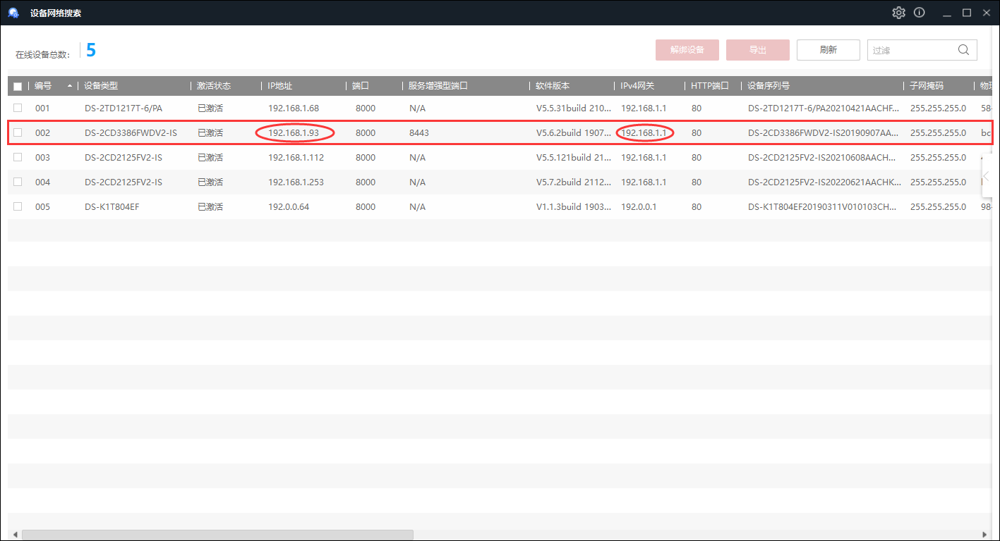 设备网络搜索
在线设备总数： 5 解绑设备 导出 刷新 过滤
编号 设备类型 激活状态 IP地址 端口 服务增强型端口 软件版本 IPv4网关 HTTP端口 设备序列号 子网掩码 物理
001 DS-2TD1217T-6/PA 已激活 192.168.1.68 8000 N/A V5.5.31build 210... 192.168.1.1 80 DS-2TD1217T-6/PA20210421AACHF... 255.255.255.0 58-
002 DS-2CD3386FWDV2-IS 已激活 192.168.1.93 8000 8443 V5.6.2build 1907... 192.168.1.1 80 DS-2CD3386FWDV2-IS20190907AA... 255.255.255.0 bc
003 DS-2CD2125FV2-IS 已激活 192.168.1.112 8000 N/A V5.5.121build 21... 192.168.1.1 80 DS-2CD2125FV2-IS20210608AACH... 255.255.255.0
004 DS-2CD2125FV2-IS 已激活 192.168.1.253 8000 N/A V5.7.2build 2112... 192.168.1.1 80 DS-2CD2125FV2-IS20220621AACHK... 255.255.255.0
005 DS-K1T804EF 已激活 192.0.0.64 8000 N/A V1.1.3build 1903... 192.0.0.1 80 DS-K1T804EF20190311V010103CH... 255.255.255.0 98-